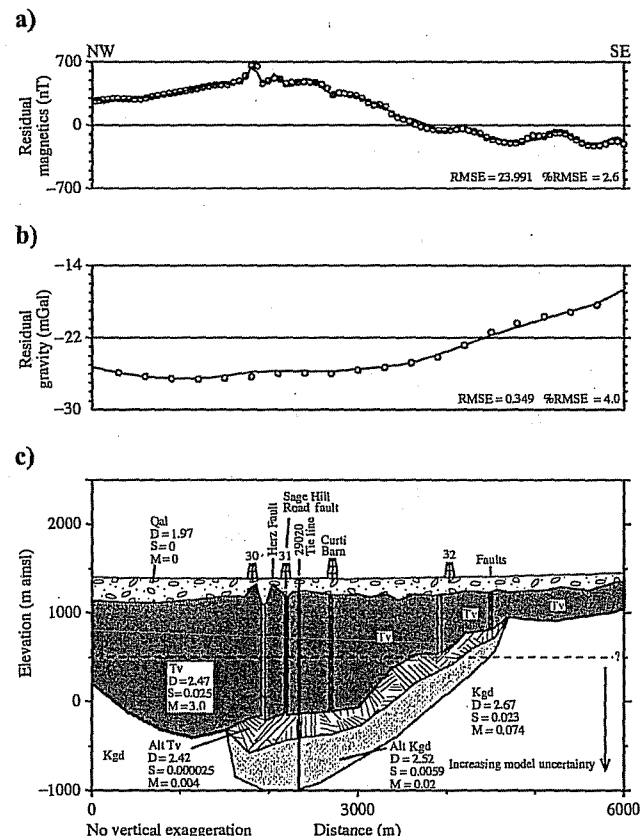 a)
NW
SE
700
0
−700
Residual
magnetics (nT)
RMSE = 23.991 %RMSE = 2.6
b)
−14
−22
−30
Residual
gravity (mGal)
RMSE = 0.349 %RMSE = 4.0
c)
2000
1000
0
−1000
Elevation (m amsl)
Qal
D = 1.97
S = 0
M = 0
30
Herz Fault
31
Sage Hill
Road fault
29020
Tie line
Curti
Barn
32
Faults
Tv
Tv
Tv
Tv
D = 2.47
S = 0.025
M = 3.0
?
Kgd
D = 2.67
S = 0.023
M = 0.074
Kgd
Alt Tv
D = 2.42
S = 0.000025
M = 0.004
Alt Kgd
D = 2.52
S = 0.0059
M = 0.02
Increasing model uncertainty
0
3000
6000
No vertical exaggeration
Distance (m)